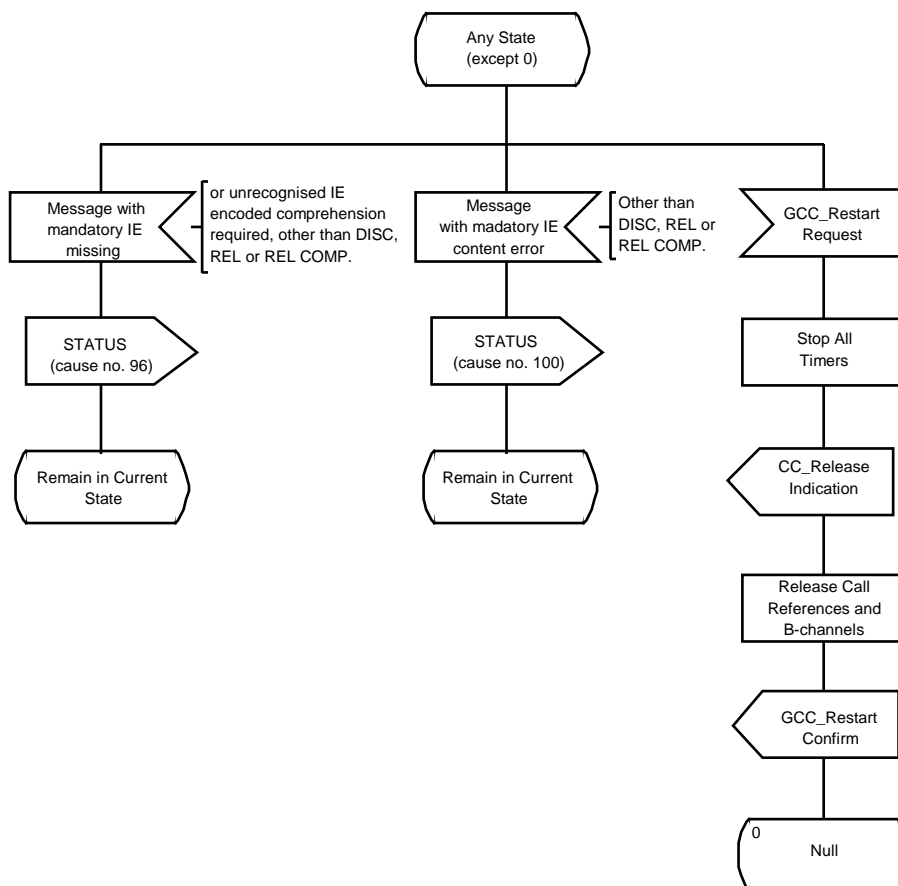 Any State
(except 0)
Message with
mandatory IE
missing
or unrecognised IE
encoded comprehension
required, other than DISC,
REL or REL COMP.
Message
with madatory IE
content error
Other than
DISC, REL or
REL COMP.
GCC_Restart
Request
STATUS
(cause no. 96)
STATUS
(cause no. 100)
Stop All
Timers
Remain in Current
State
Remain in Current
State
CC_Release
Indication
Release Call
References and
B-channels
GCC_Restart
Confirm
0
Null